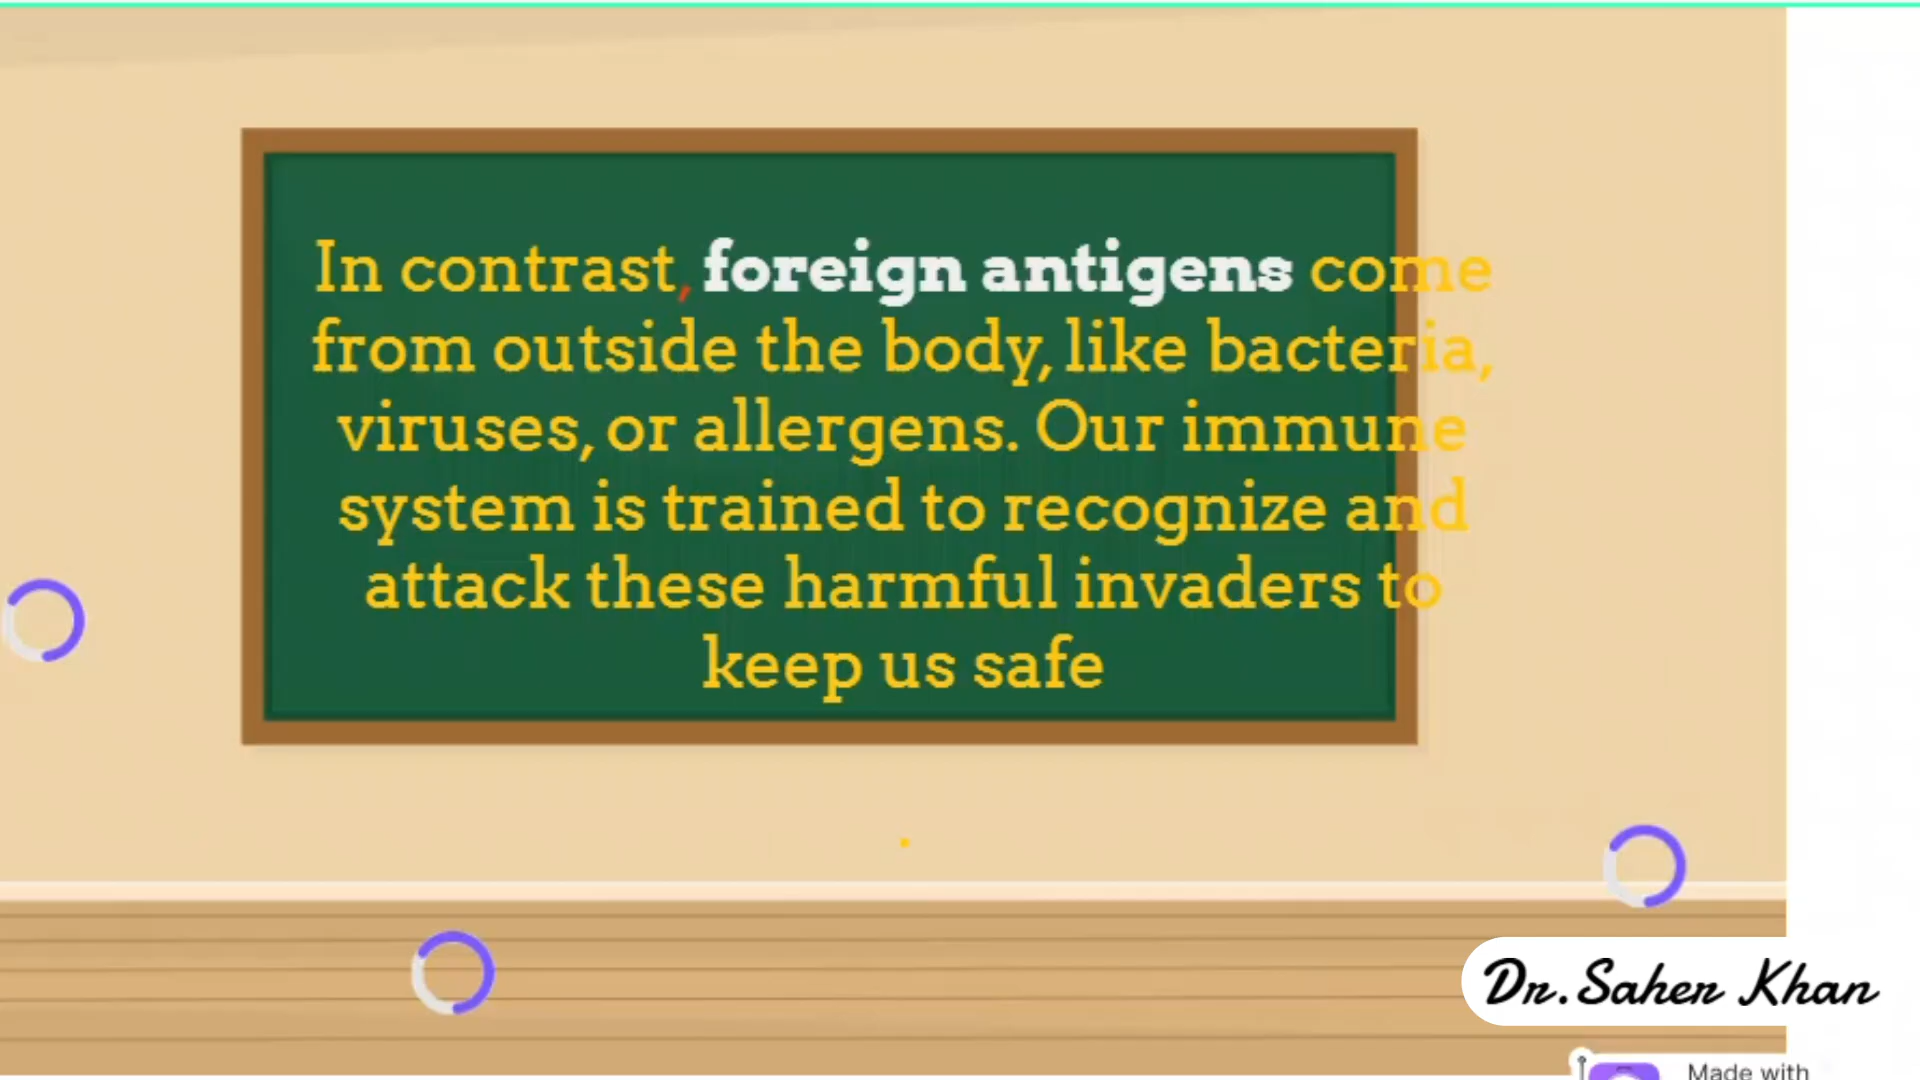 In contrast, foreign antigens come
from outside the body, like bacteria,
viruses, or allergens. Our immune
system is trained to recognize and
attack these harmful invaders to
keep us safe
.
Dr. Saher Khan
Made with